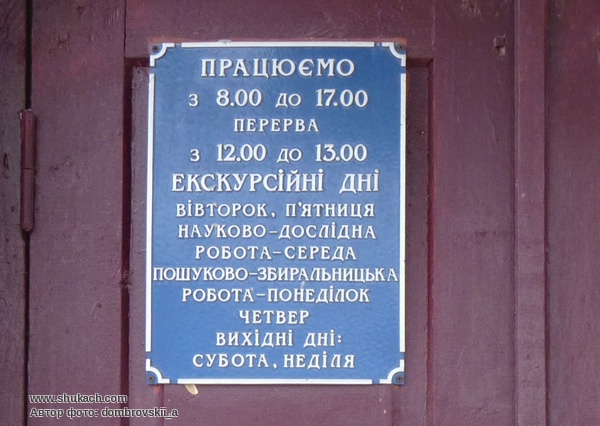 ПРАЦЮЄМО
З 8.00 ДО 17.00
ПЕРЕРВА
З 12.00 ДО 13.00
ЕКСКУРСІЙНІ ДНІ
ВІВТОРОК, П'ЯТНИЦЯ
НАУКОВО-ДОСЛІДНА
РОБОТА-СЕРЕДА
ПОШУКОВО-ЗБИРАЛЬНИЦЬКА
РОБОТА-ПОНЕДІЛОК
ЧЕТВЕР
ВИХІДНІ ДНІ:
СУБОТА, НЕДІЛЯ
www.shukach.com
Автор фото: dombrovskii_a